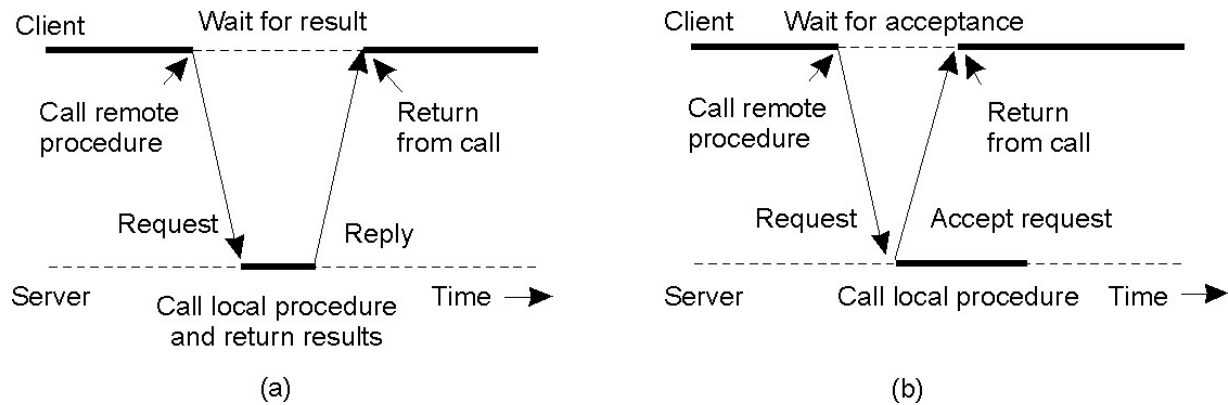 Client
Wait for result
Call remote
procedure
Return
from call
Request
Reply
Server
Call local procedure
and return results
Time
(a)
Client
Wait for acceptance
Call remote
procedure
Return
from call
Request
Accept request
Server
Call local procedure
Time
(b)